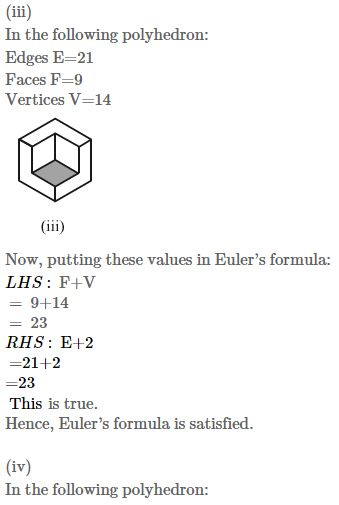 (iii)
In the following polyhedron:
Edges E=21
Faces F=9
Vertices V=14
(iii)
Now, putting these values in Euler's formula:
LHS : F+V
= 9+14
= 23
RHS : E+2
=21+2
=23
This is true.
Hence, Euler's formula is satisfied.
(iv)
In the following polyhedron: